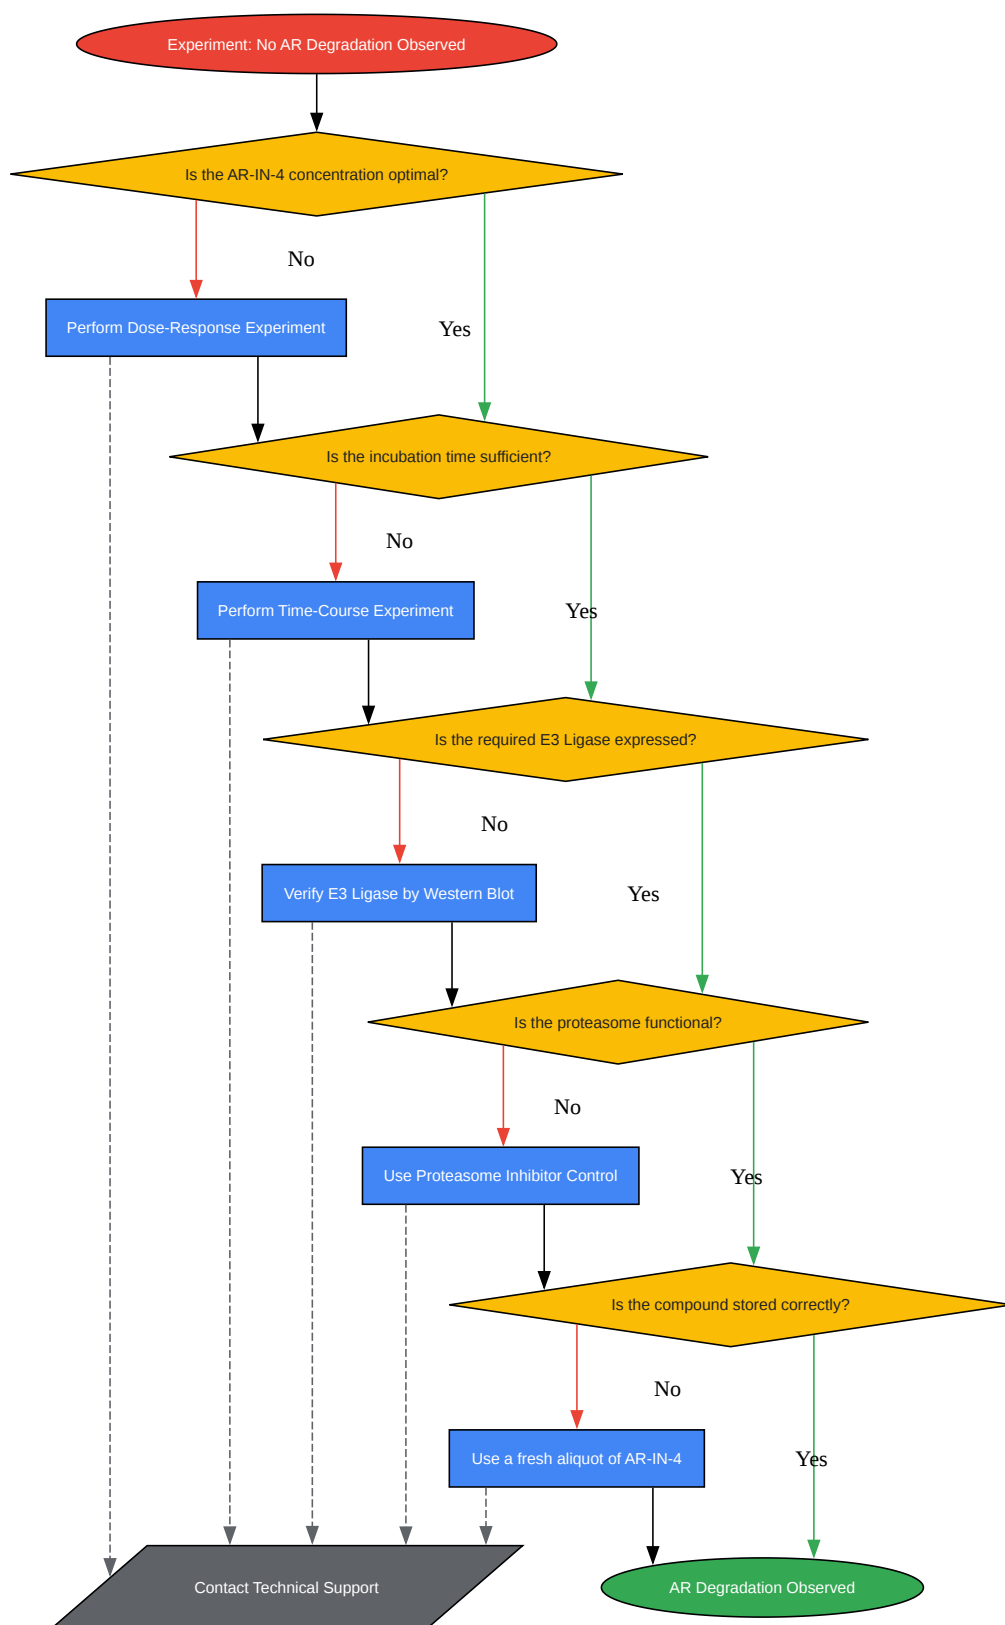 Experiment: No AR Degradation Observed
Is the AR-IN-4 concentration optimal?
No
Perform Dose-Response Experiment
Yes
Is the incubation time sufficient?
No
Perform Time-Course Experiment
Yes
Is the required E3 Ligase expressed?
No
Verify E3 Ligase by Western Blot
Yes
Is the proteasome functional?
No
Use Proteasome Inhibitor Control
Yes
Is the compound stored correctly?
No
Use a fresh aliquot of AR-IN-4
Yes
Contact Technical Support
AR Degradation Observed